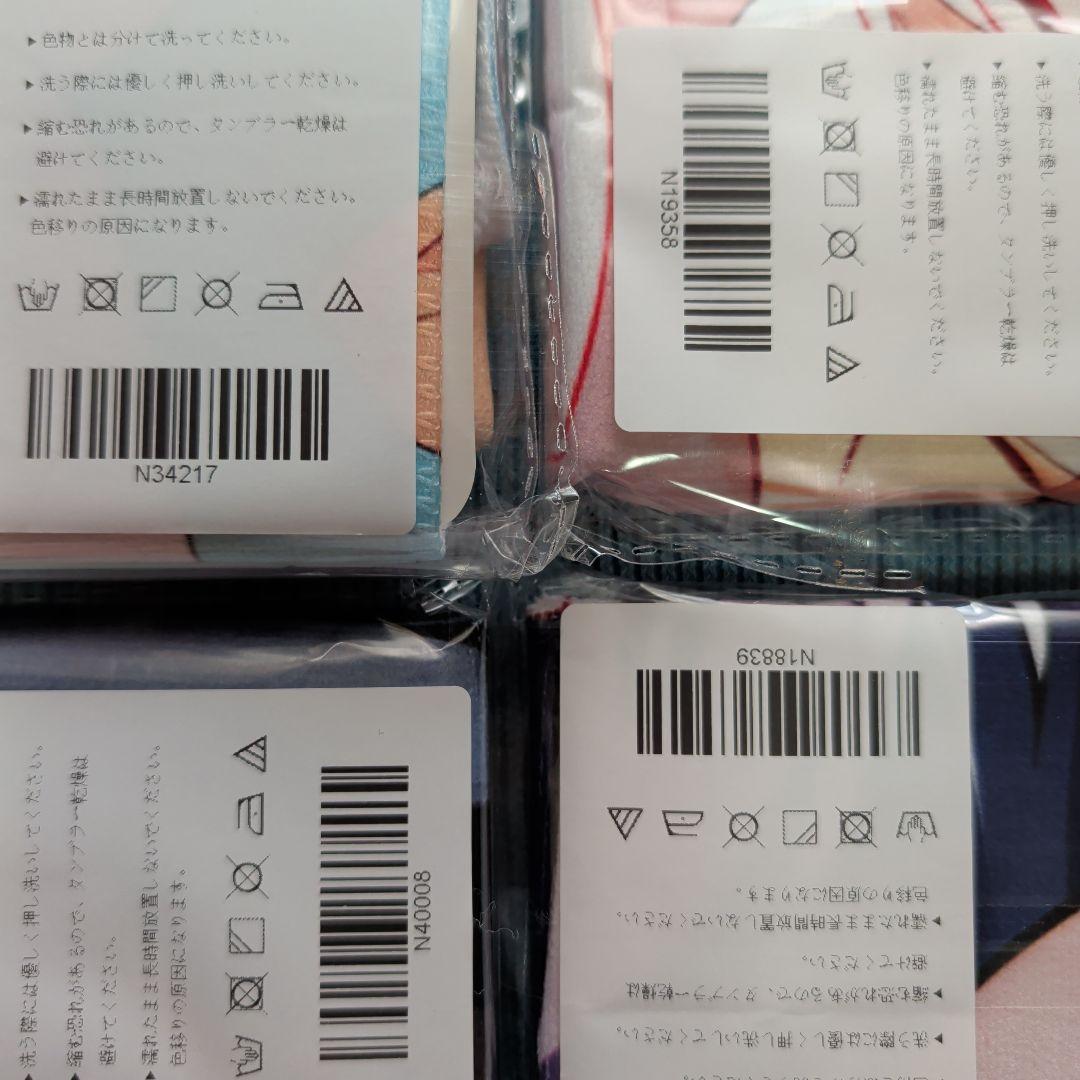 ▶色物とは分けて洗ってください。
▶洗う際には優しく押し洗いしてください。
▶縮む恐れがあるので、タンブラー乾燥は
避けてください。
▶濡れたまま長時間放置しないでください。
色移りの原因になります。
N34217
▶洗う際には優しく押し洗いしてください。
▶縮む恐れがあるので、タンブラー乾燥は
避けてください。
▶濡れたまま長時間放置しないでください。
色移りの原因になります。
N19358
▶洗う際には優しく押し洗いしてください。
▶縮む恐れがあるので、タンブラー乾燥は
避けてください。
▶濡れたまま長時間放置しないでください。
色移りの原因になります。
N40008
▶洗う際には優しく押し洗いしてください。
▶縮む恐れがあるので、タンブラー乾燥は
避けてください。
▶濡れたまま長時間放置しないでください。
色移りの原因になります。
N18839